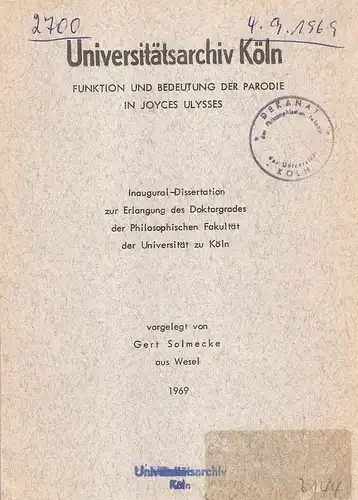 2700
4.9.1969
Universitätsarchiv Köln
FUNKTION UND BEDEUTUNG DER PARODIE
IN JOYCES ULYSSES
DEKANAT
der Philosophischen Fakultät
der Universität
KÖLN
Inaugural-Dissertation
zur Erlangung des Doktorgrades
der Philosophischen Fakultät
der Universität zu Köln
vorgelegt von
Gert Solmecke
aus Wesel
1969
Universitätsarchiv
Köln